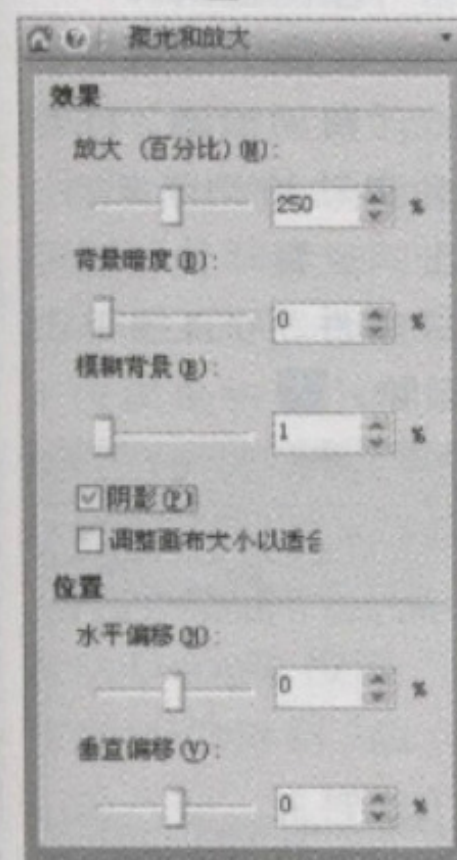 聚光和放大
效果
放大 (百分比)(M):
250 %
背景暗度(D):
0 %
模糊背景(B):
1 %
阴影(P)
调整画布大小以适合
位置
水平偏移(H):
0 %
垂直偏移(V):
0 %